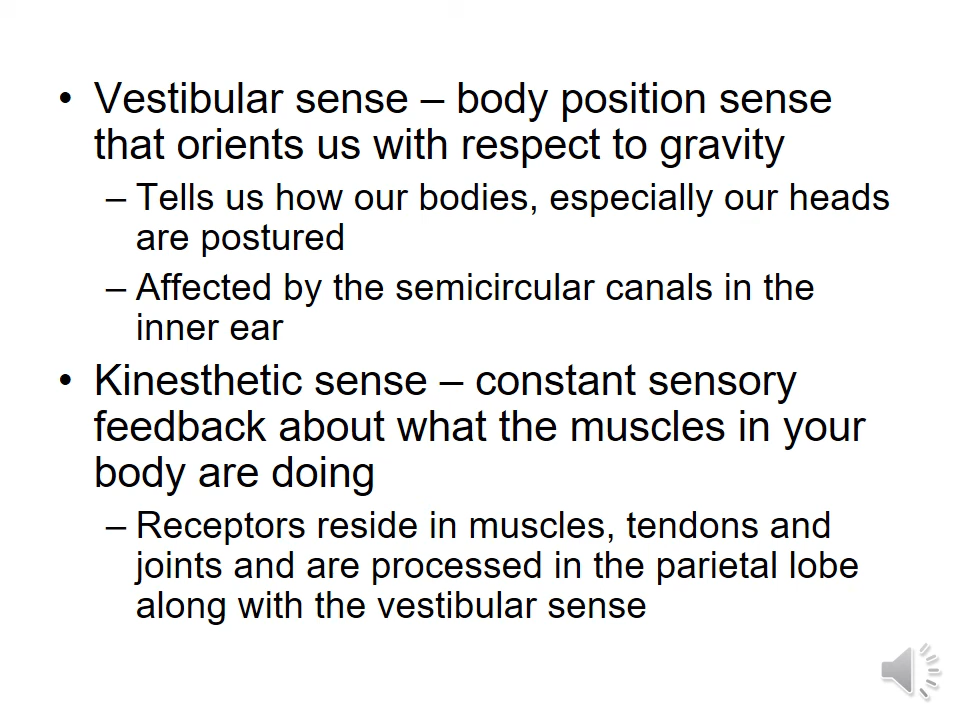 • Vestibular sense – body position sense
that orients us with respect to gravity
– Tells us how our bodies, especially our heads
are postured
– Affected by the semicircular canals in the
inner ear
• Kinesthetic sense – constant sensory
feedback about what the muscles in your
body are doing
– Receptors reside in muscles, tendons and
joints and are processed in the parietal lobe
along with the vestibular sense